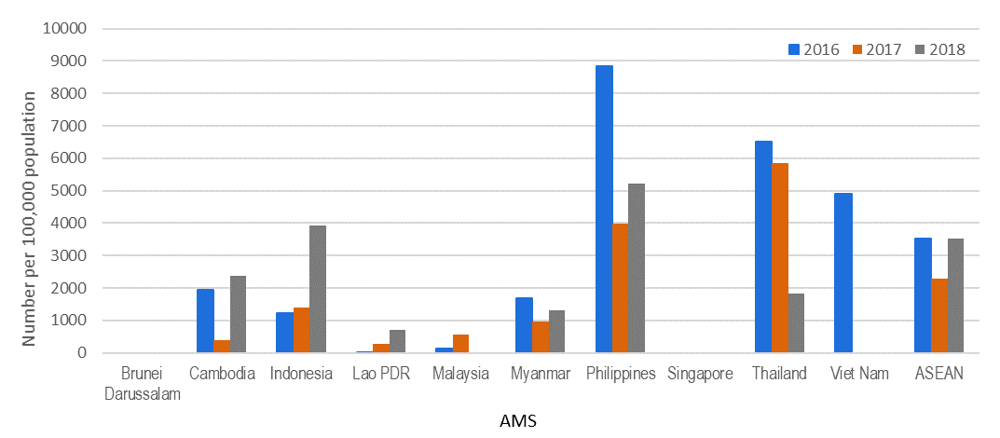 10000
9000
8000
7000
6000
5000
4000
3000
2000
1000
0
Number per 100,000 population
2016 2017 2018
Brunei Darussalam
Cambodia
Indonesia
Lao PDR
Malaysia
Myanmar
Philippines
Singapore
Thailand
Viet Nam
ASEAN
AMS